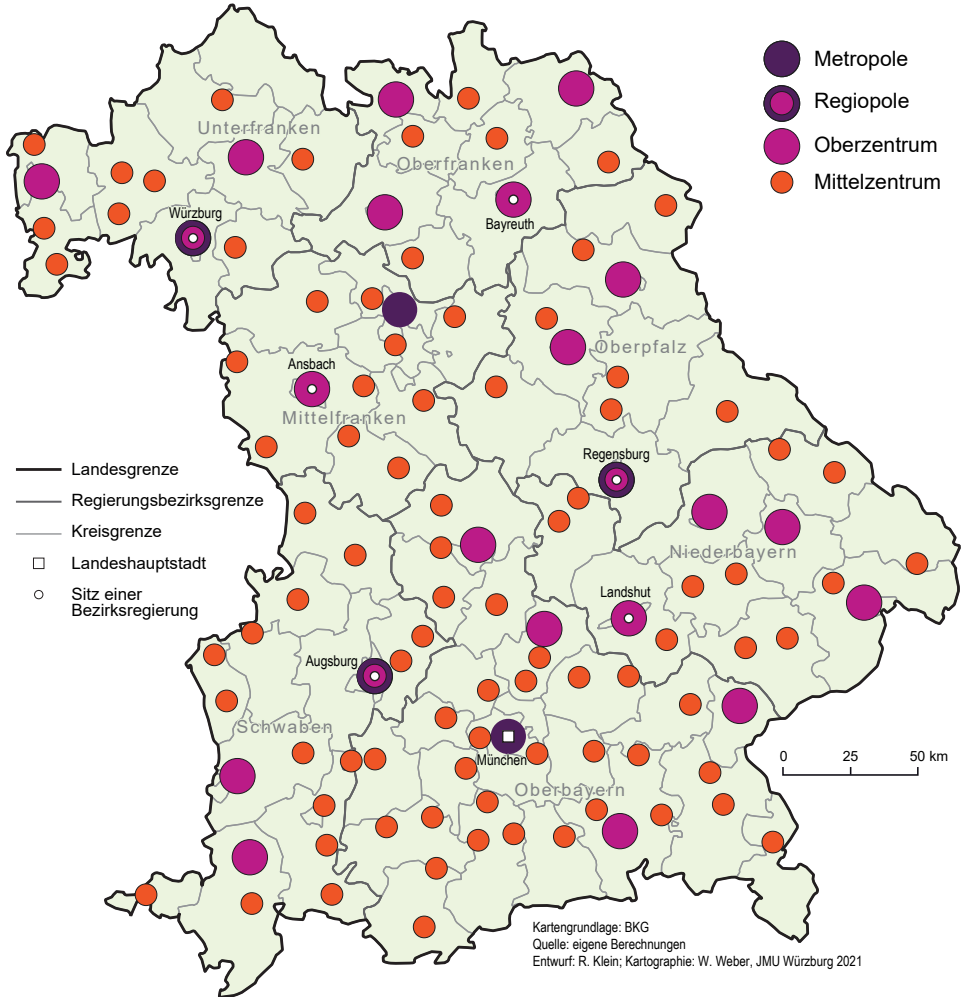 Metropole
Regiopole
Oberzentrum
Mittelzentrum
Unterfranken
Oberfranken
Würzburg
Bayreuth
Oberpfalz
Ansbach
Mittelfranken
Regensburg
Landesgrenze
Regierungsbezirksgrenze
Kreisgrenze
Landeshauptstadt
Sitz einer
Bezirksregierung
Niederbayern
Landshut
Augsburg
Schwaben
München
Oberbayern
0 25 50 km
Kartengrundlage: BKG
Quelle: eigene Berechnungen
Entwurf: R. Klein; Kartographie: W. Weber, JMU Würzburg 2021